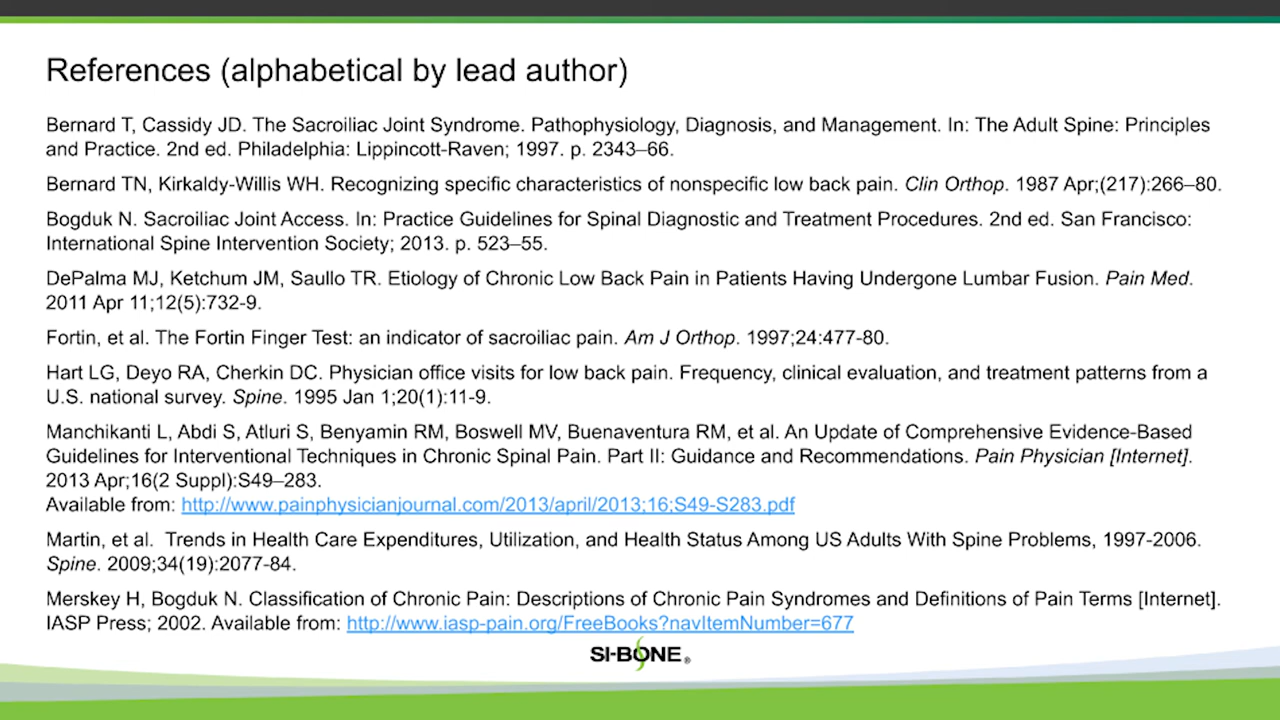 References (alphabetical by lead author)
Bernard T, Cassidy JD. The Sacroiliac Joint Syndrome. Pathophysiology, Diagnosis, and Management. In: The Adult Spine: Principles
and Practice. 2nd ed. Philadelphia: Lippincott-Raven; 1997. p. 2343–66.
Bernard TN, Kirkaldy-Willis WH. Recognizing specific characteristics of nonspecific low back pain. Clin Orthop. 1987 Apr;(217):266–80.
Bogduk N. Sacroiliac Joint Access. In: Practice Guidelines for Spinal Diagnostic and Treatment Procedures. 2nd ed. San Francisco:
International Spine Intervention Society; 2013. p. 523–55.
DePalma MJ, Ketchum JM, Saullo TR. Etiology of Chronic Low Back Pain in Patients Having Undergone Lumbar Fusion. Pain Med.
2011 Apr 11;12(5):732-9.
Fortin, et al. The Fortin Finger Test: an indicator of sacroiliac pain. Am J Orthop. 1997;24:477-80.
Hart LG, Deyo RA, Cherkin DC. Physician office visits for low back pain. Frequency, clinical evaluation, and treatment patterns from a
U.S. national survey. Spine. 1995 Jan 1;20(1):11-9.
Manchikanti L, Abdi S, Atluri S, Benyamin RM, Boswell MV, Buenaventura RM, et al. An Update of Comprehensive Evidence-Based
Guidelines for Interventional Techniques in Chronic Spinal Pain. Part II: Guidance and Recommendations. Pain Physician [Internet].
2013 Apr;16(2 Suppl):S49–283.
Available from: http://www.painphysicianjournal.com/2013/april/2013;16;S49-S283.pdf
Martin, et al. Trends in Health Care Expenditures, Utilization, and Health Status Among US Adults With Spine Problems, 1997-2006.
Spine. 2009;34(19):2077-84.
Merskey H, Bogduk N. Classification of Chronic Pain: Descriptions of Chronic Pain Syndromes and Definitions of Pain Terms [Internet].
IASP Press; 2002. Available from: http://www.iasp-pain.org/FreeBooks?navItemNumber=677
SI-BONE®